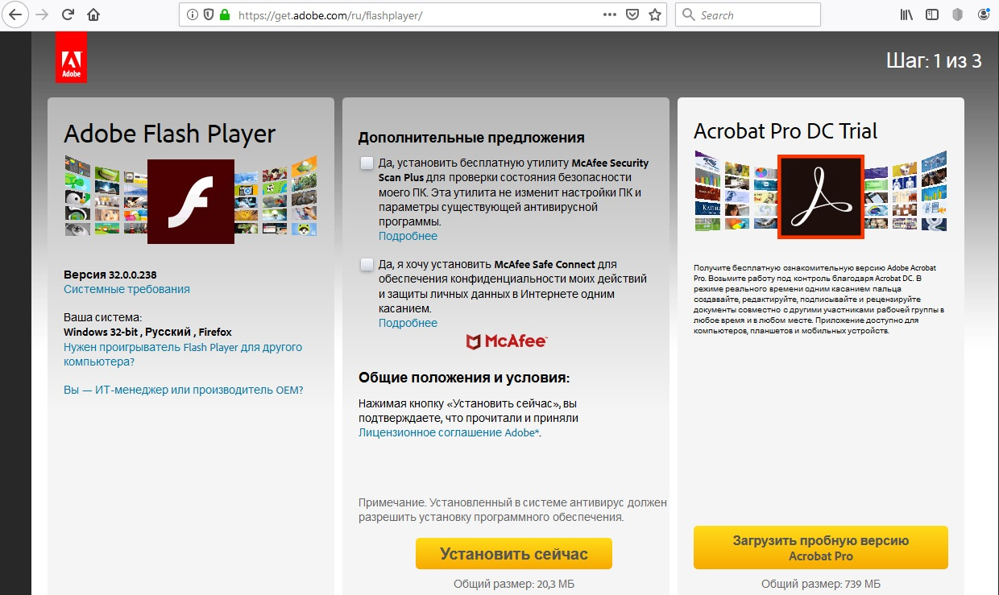 https://get.adobe.com/ru/flashplayer/
Search
Adobe
Шаг: 1 из 3
Adobe Flash Player
Версия 32.0.0.238
Системные требования
Ваша система:
Windows 32-bit , Русский , Firefox
Нужен проигрыватель Flash Player для другого
компьютера?
Вы — ИТ-менеджер или производитель OEM?
Дополнительные предложения
Да, установить бесплатную утилиту McAfee Security
Scan Plus для проверки состояния безопасности
моего ПК. Эта утилита не изменит настройки ПК и
параметры существующей антивирусной
программы.
Подробнее
Да, я хочу установить McAfee Safe Connect для
обеспечения конфиденциальности моих действий
и защиты личных данных в Интернете одним
касанием.
Подробнее
McAfee™
Общие положения и условия:
Нажимая кнопку «Установить сейчас», вы
подтверждаете, что прочитали и приняли
Лицензионное соглашение Adobe*.
Примечание. Установленный в системе антивирус должен
разрешить установку программного обеспечения.
Установить сейчас
Общий размер: 20,3 МБ
Acrobat Pro DC Trial
Получите бесплатную ознакомительную версию Adobe Acrobat
Pro. Возьмите работу под контроль благодаря Acrobat DC. В
режиме реального времени одним касанием пальца
создавайте, редактируйте, подписывайте и рецензируйте
документы совместно с другими участниками рабочей группы в
любое время и в любом месте. Приложение доступно для
компьютеров, планшетов и мобильных устройств.
Загрузить пробную версию
Acrobat Pro
Общий размер: 739 МБ